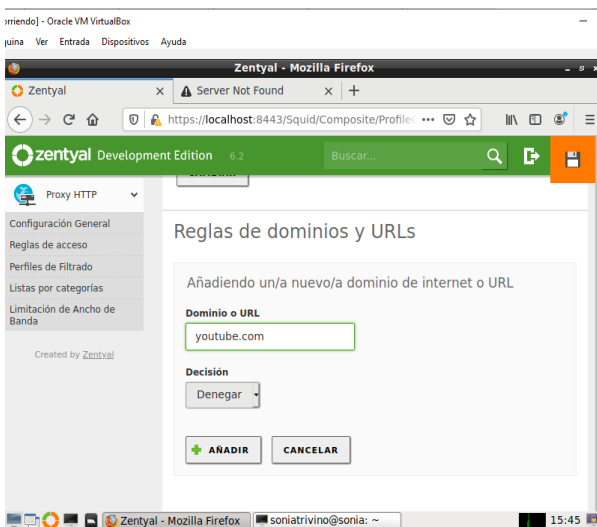 orriendo] - Oracle VM VirtualBox
quina Ver Entrada Dispositivos Ayuda
Zentyal - Mozilla Firefox
Zentyal × Server Not Found × +
https://localhost:8443/Squid/Composite/Profile
zentyal Development Edition 6.2 Buscar...
Proxy HTTP
Configuración General
Reglas de acceso
Perfiles de Filtrado
Listas por categorías
Limitación de Ancho de
Banda
Created by Zentyal
Reglas de dominios y URLs
Añadiendo un/a nuevo/a dominio de internet o URL
Dominio o URL
youtube.com
Decisión
Denegar
AÑADIR CANCELAR
Zentyal - Mozilla Firefox soniatrivino@sonia: ~ 15:45